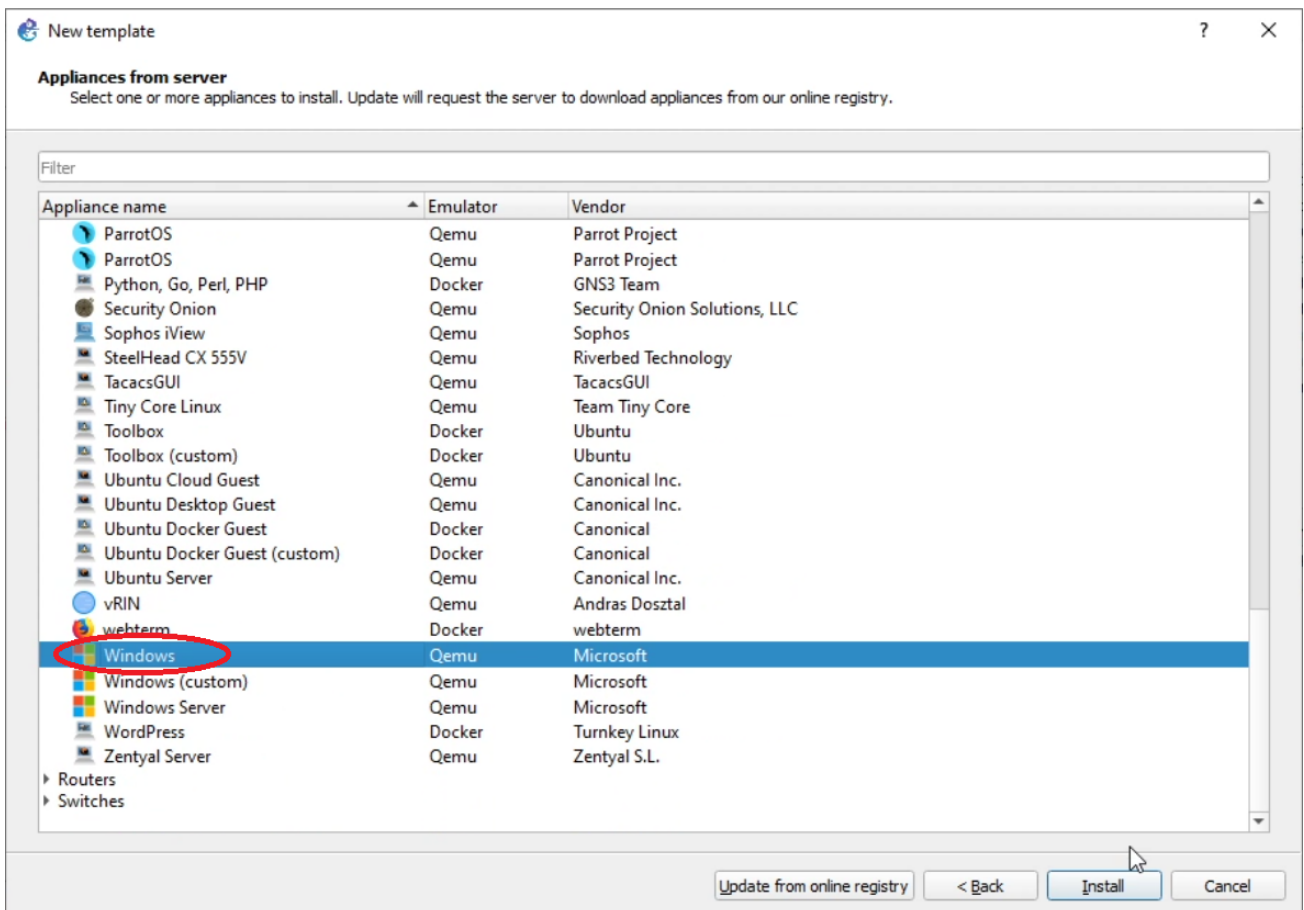 New template
Appliances from server
Select one or more appliances to install. Update will request the server to download appliances from our online registry.
Filter
Appliance name Emulator Vendor
ParrotOS Qemu Parrot Project
ParrotOS Qemu Parrot Project
Python, Go, Perl, PHP Docker GNS3 Team
Security Onion Qemu Security Onion Solutions, LLC
Sophos iView Qemu Sophos
SteelHead CX 555V Qemu Riverbed Technology
TacacsGUI Qemu TacacsGUI
Tiny Core Linux Qemu Team Tiny Core
Toolbox Docker Ubuntu
Toolbox (custom) Docker Ubuntu
Ubuntu Cloud Guest Qemu Canonical Inc.
Ubuntu Desktop Guest Qemu Canonical Inc.
Ubuntu Docker Guest Docker Canonical
Ubuntu Docker Guest (custom) Docker Canonical
Ubuntu Server Qemu Canonical Inc.
vRIN Qemu Andras Dosztal
webterm Docker webterm
Windows Qemu Microsoft
Windows (custom) Qemu Microsoft
Windows Server Qemu Microsoft
WordPress Docker Turnkey Linux
Zentyal Server Qemu Zentyal S.L.
Routers
Switches
Update from online registry < Back Install Cancel